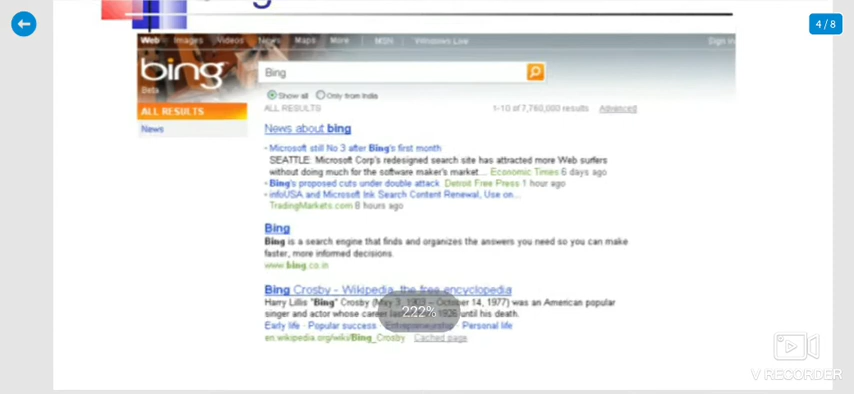 4 / 8
Web Images Videos News Maps More | MSN | Windows Live Sign in
bing
Beta
Bing
Show all Only from India
ALL RESULTS
ALL RESULTS 1-10 of 7,760,000 results Advanced
News
News about bing
Microsoft still No 3 after Bing's first month
SEATTLE: Microsoft Corp's redesigned search site has attracted more Web surfers
without doing much for the software maker's market... Economic Times 6 days ago
Bing's proposed cuts under double attack Detroit Free Press 1 hour ago
infoUSA and Microsoft Ink Search Content Renewal, Use on...
TradingMarkets.com 8 hours ago
Bing
Bing is a search engine that finds and organizes the answers you need so you can make
faster, more informed decisions.
www.bing.co.in
Bing Crosby - Wikipedia, the free encyclopedia
Harry Lillis "Bing" Crosby (May 3, 1903 – October 14, 1977) was an American popular
singer and actor whose career 1926 until his death.
222%
Early life · Popular success · Entrepreneurship · Personal life
en.wikipedia.org/wiki/Bing_Crosby Cached page
V RECORDER